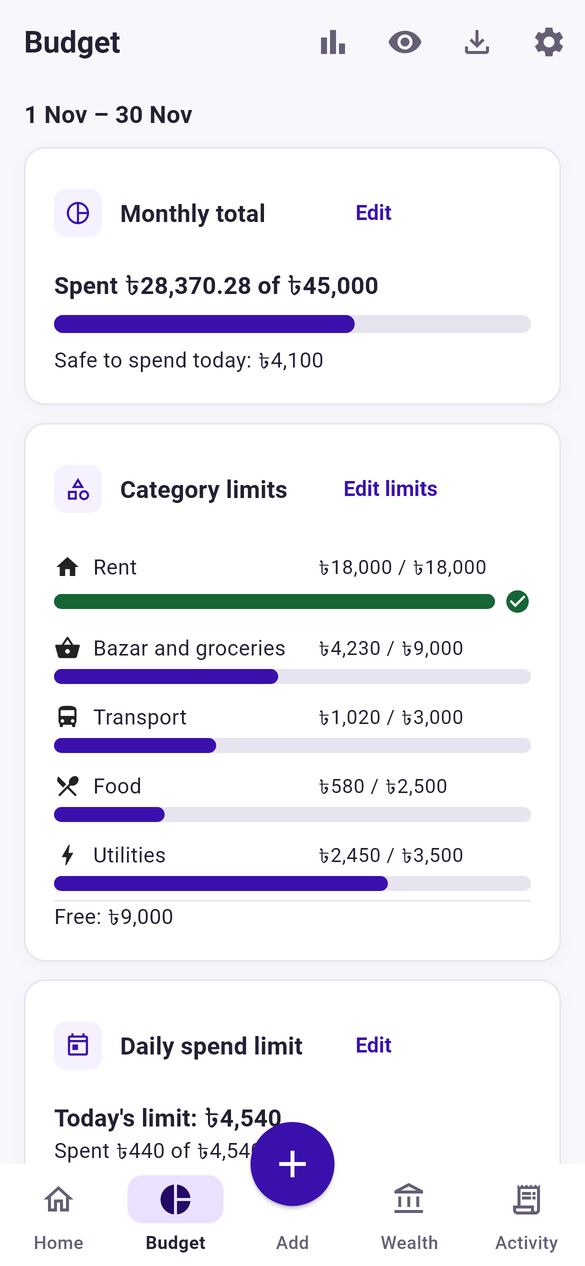 Budget
1 Nov – 30 Nov
Monthly total Edit
Spent ৳28,370.28 of ৳45,000
Safe to spend today: ৳4,100
Category limits Edit limits
Rent ৳18,000 / ৳18,000
Bazar and groceries ৳4,230 / ৳9,000
Transport ৳1,020 / ৳3,000
Food ৳580 / ৳2,500
Utilities ৳2,450 / ৳3,500
Free: ৳9,000
Daily spend limit Edit
Today's limit: ৳4,540
Spent ৳440 of
Home Budget Add Wealth Activity